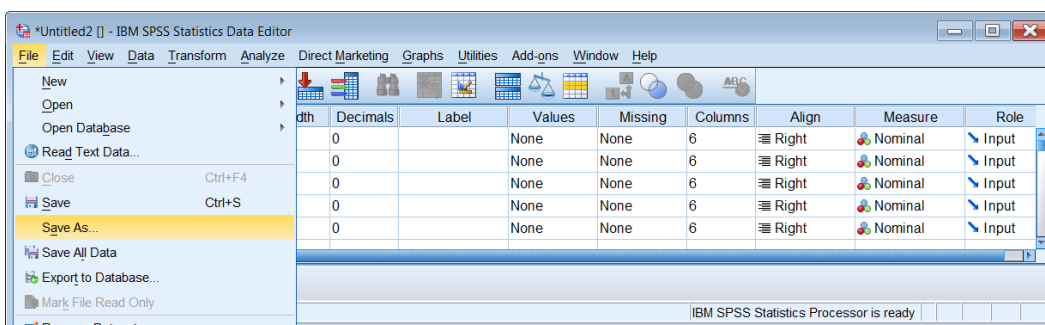 *Untitled2 [] - IBM SPSS Statistics Data Editor
File Edit View Data Transform Analyze Direct Marketing Graphs Utilities Add-ons Window Help
New
Open
Open Database
Read Text Data...
Close Ctrl+F4
Save Ctrl+S
Save As...
Save All Data
Export to Database...
Mark File Read Only
Decimals Label Values Missing Columns Align Measure Role
0 None None 6 Right Nominal Input
0 None None 6 Right Nominal Input
0 None None 6 Right Nominal Input
0 None None 6 Right Nominal Input
0 None None 6 Right Nominal Input
IBM SPSS Statistics Processor is ready